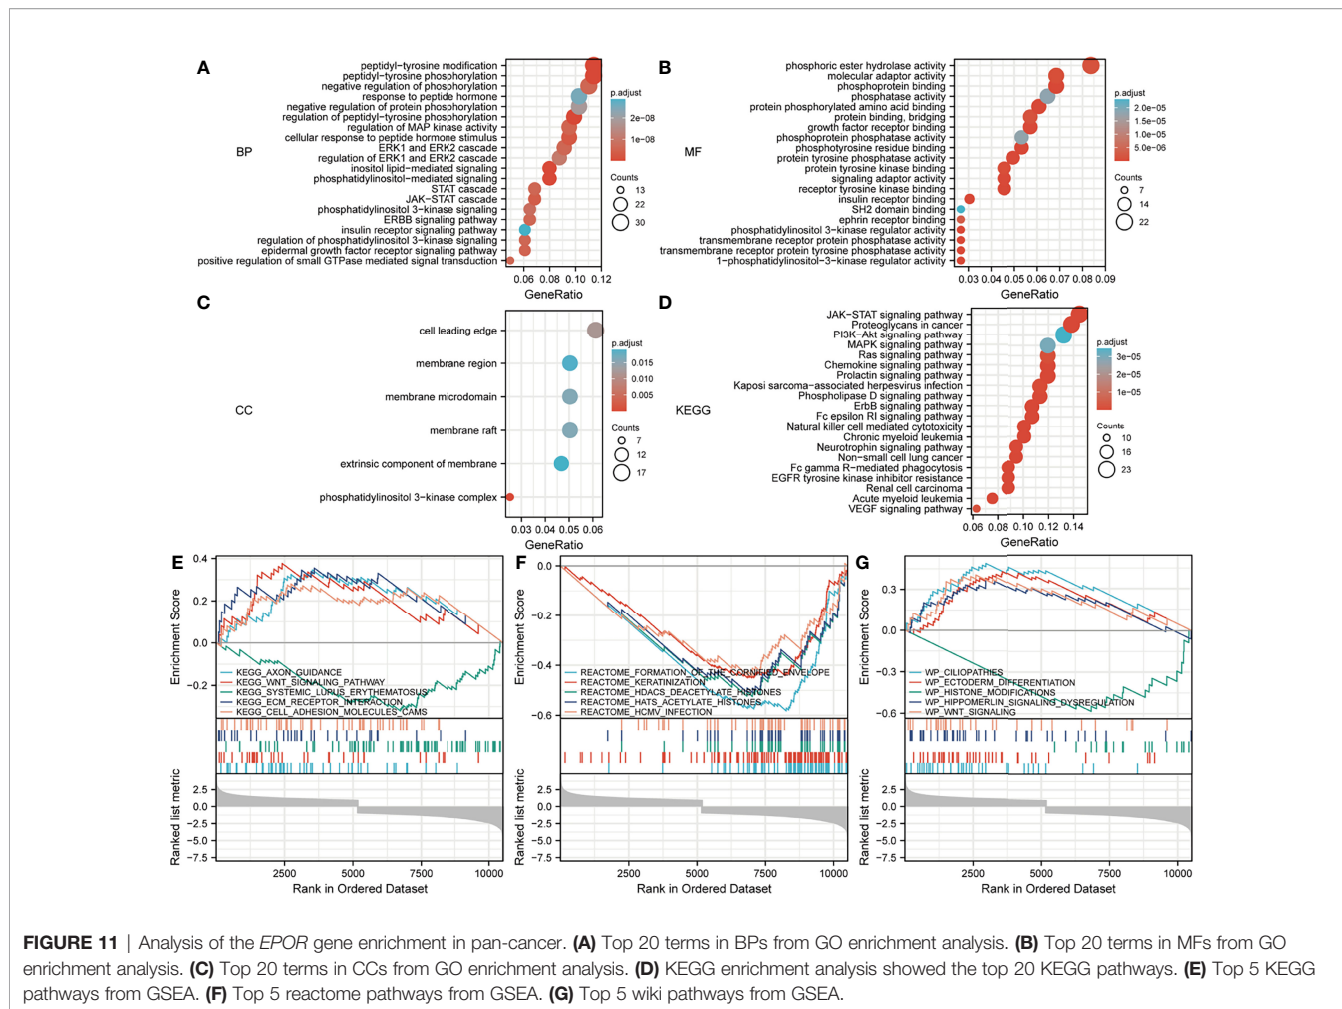 A
BP
peptidyl-tyrosine modification
peptidyl-tyrosine phosphorylation
negative regulation of phosphorylation
response to peptide hormone
negative regulation of protein phosphorylation
regulation of peptidyl-tyrosine phosphorylation
regulation of MAP kinase activity
cellular response to peptide hormone stimulus
ERK1 and ERK2 cascade
regulation of ERK1 and ERK2 cascade
inositol lipid-mediated signaling
phosphatidylinositol-mediated signaling
STAT cascade
JAK-STAT cascade
phosphatidylinositol 3-kinase signaling
ERBB signaling pathway
insulin receptor signaling pathway
regulation of phosphatidylinositol 3-kinase signaling
epidermal growth factor receptor signaling pathway
positive regulation of small GTPase mediated signal transduction
0.06 0.08 0.10 0.12
GeneRatio
p.adjust
2e-08
1e-08
Counts
13
22
30
B
MF
phosphoric ester hydrolase activity
molecular adaptor activity
phosphoprotein binding
phosphatase activity
protein phosphorylated amino acid binding
protein binding, bridging
growth factor receptor binding
phosphoprotein phosphatase activity
phosphotyrosine residue binding
protein tyrosine phosphatase activity
protein tyrosine kinase binding
signaling adaptor activity
receptor tyrosine kinase binding
insulin receptor binding
SH2 domain binding
ephrin receptor binding
phosphatidylinositol 3-kinase regulator activity
transmembrane receptor protein phosphatase activity
transmembrane receptor protein tyrosine phosphatase activity
1-phosphatidylinositol-3-kinase regulator activity
0.03 0.04 0.05 0.06 0.07 0.08 0.09
GeneRatio
p.adjust
2.0e-05
1.5e-05
1.0e-05
5.0e-06
Counts
7
14
22
C
CC
cell leading edge
membrane region
membrane microdomain
membrane raft
extrinsic component of membrane
phosphatidylinositol 3-kinase complex
0.03 0.04 0.05 0.06
GeneRatio
p.adjust
0.015
0.010
0.005
Counts
7
12
17
D
KEGG
JAK-STAT signaling pathway
Proteoglycans in cancer
PI3K-Akt signaling pathway
MAPK signaling pathway
Ras signaling pathway
Chemokine signaling pathway
Prolactin signaling pathway
Kaposi sarcoma-associated herpesvirus infection
Phospholipase D signaling pathway
ErbB signaling pathway
Fc epsilon RI signaling pathway
Natural killer cell mediated cytotoxicity
Chronic myeloid leukemia
Neurotrophin signaling pathway
Non-small cell lung cancer
Fc gamma R-mediated phagocytosis
EGFR tyrosine kinase inhibitor resistance
Renal cell carcinoma
Acute myeloid leukemia
VEGF signaling pathway
0.06 0.08 0.10 0.12 0.14
GeneRatio
p.adjust
3e-05
2e-05
1e-05
Counts
10
16
23
E
Enrichment Score
0.4
0.2
0.0
-0.2
KEGG_AXON_GUIDANCE
KEGG_WNT_SIGNALING_PATHWAY
KEGG_SYSTEMIC_LUPUS_ERYTHEMATOSUS
KEGG_ECM_RECEPTOR_INTERACTION
KEGG_CELL_ADHESION_MOLECULES_CAMS
Ranked list metric
2.5
0.0
-2.5
-5.0
-7.5
2500 5000 7500 10000
Rank in Ordered Dataset
F
Enrichment Score
0.0
-0.2
-0.4
-0.6
REACTOME_FORMATION_OF_THE_CORNIFIED_ENVELOPE
REACTOME_KERATINIZATION
REACTOME_HDACS_DEACETYLATE_HISTONES
REACTOME_HATS_ACETYLATE_HISTONES
REACTOME_HCMV_INFECTION
Ranked list metric
2.5
0.0
-2.5
-5.0
-7.5
2500 5000 7500 10000
Rank in Ordered Dataset
G
Enrichment Score
0.3
0.0
-0.3
-0.6
WP_CILIOPATHIES
WP_ECTODERM_DIFFERENTIATION
WP_HISTONE_MODIFICATIONS
WP_HIPPOMERLIN_SIGNALING_DYSREGULATION
WP_WNT_SIGNALING
Ranked list metric
2.5
0.0
-2.5
-5.0
-7.5
2500 5000 7500 10000
Rank in Ordered Dataset
FIGURE 11 | Analysis of the EPOR gene enrichment in pan-cancer. (A) Top 20 terms in BPs from GO enrichment analysis. (B) Top 20 terms in MFs from GO
enrichment analysis. (C) Top 20 terms in CCs from GO enrichment analysis. (D) KEGG enrichment analysis showed the top 20 KEGG pathways. (E) Top 5 KEGG
pathways from GSEA. (F) Top 5 reactome pathways from GSEA. (G) Top 5 wiki pathways from GSEA.